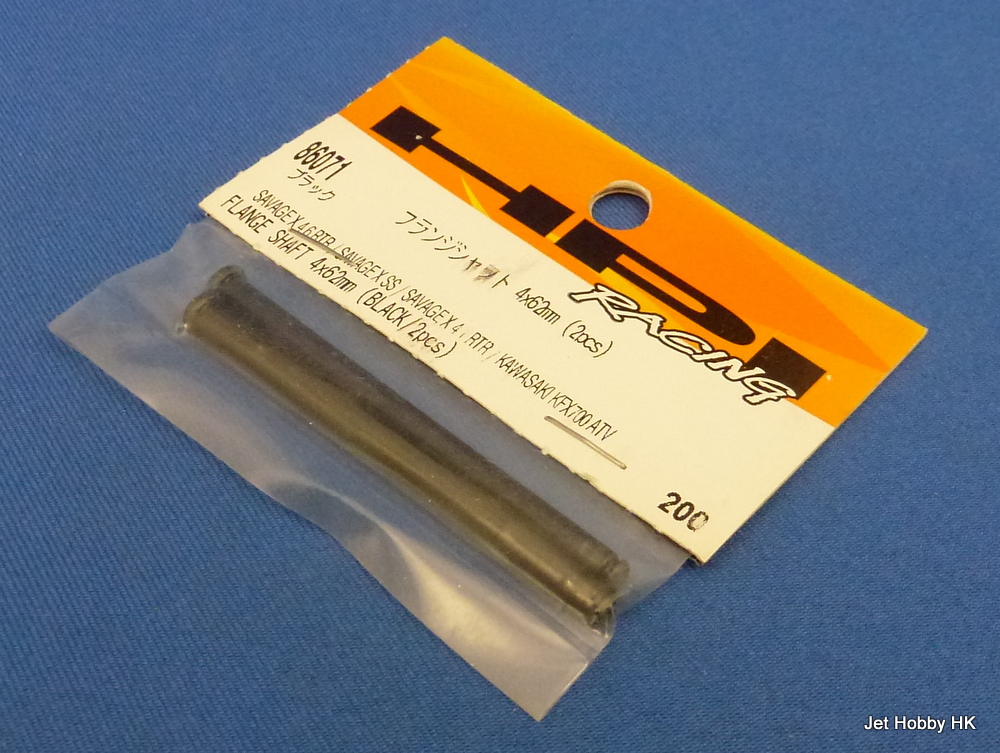 HPI
RACING
86071
ブラック
フランジシャフト 4x62mm (2pcs)
SAVAGE X 4.6 RTR / SAVAGE X SS / SAVAGE X 4.1 RTR / KAWASAKI KFX700 ATV
FLANGE SHAFT 4x62mm (BLACK/2pcs)
200
Jet Hobby HK